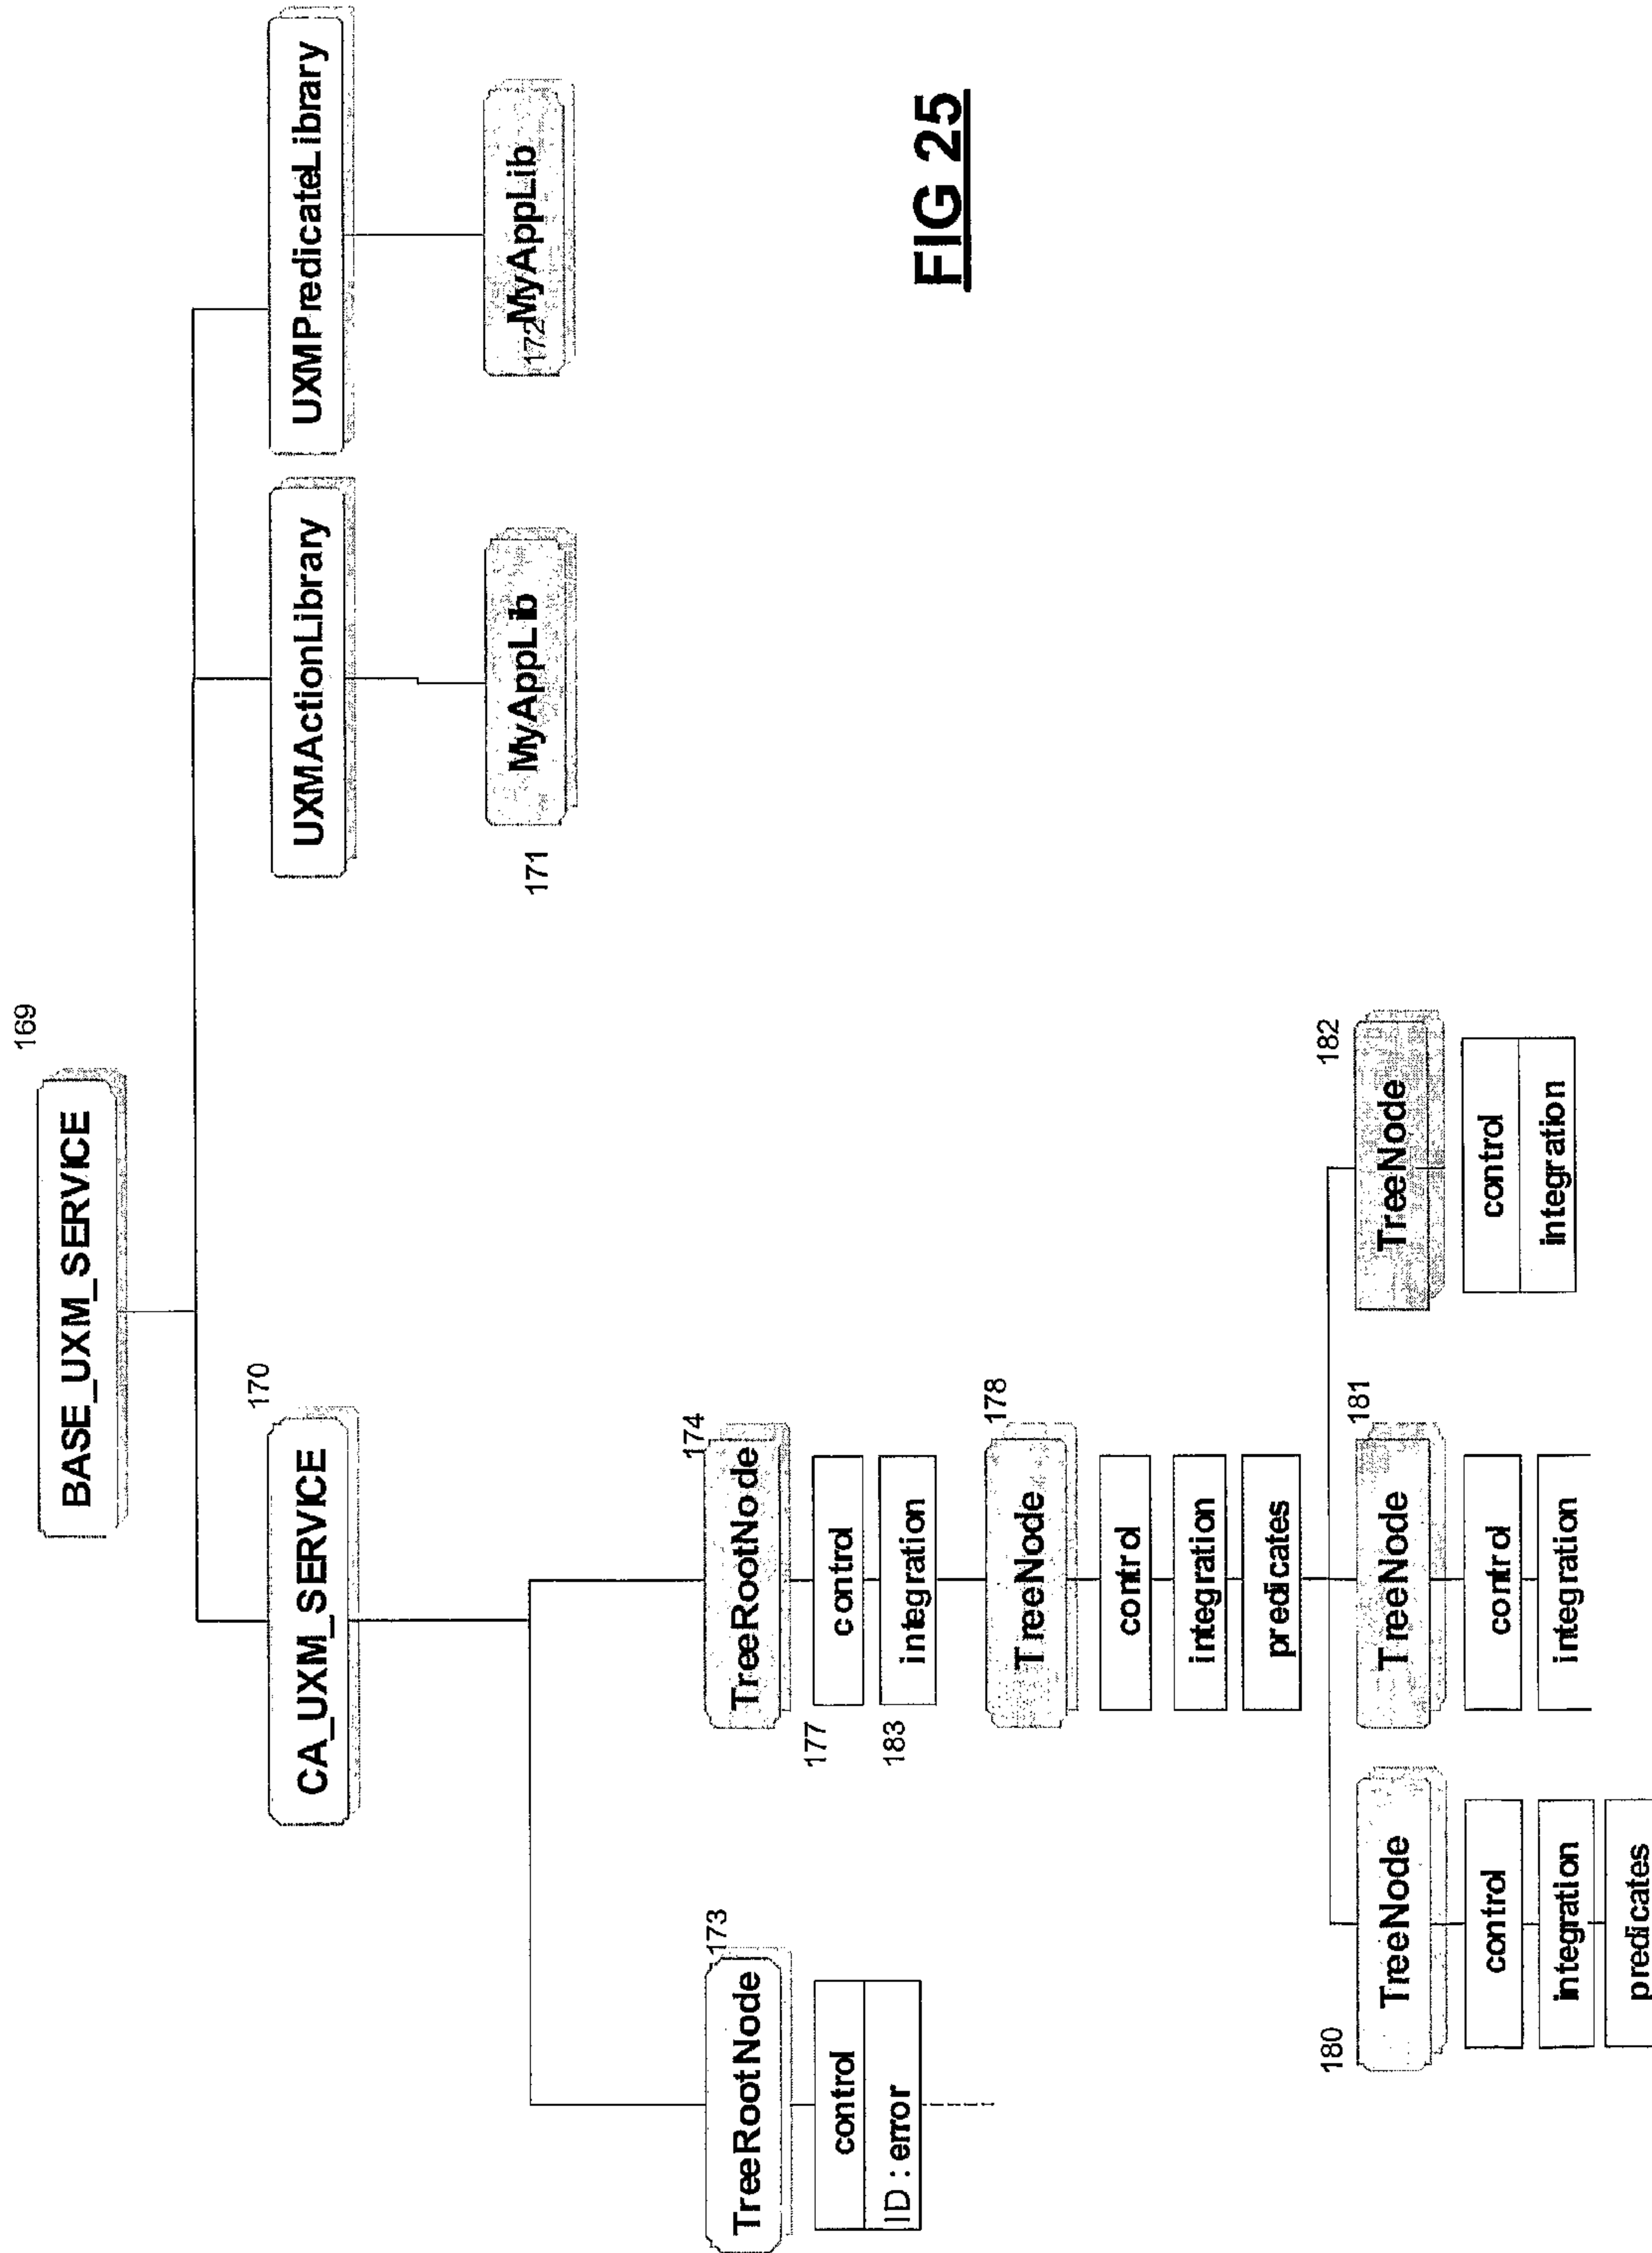 169
BASE_UXM_SERVICE
170
CA_UXM_SERVICE
UXMActionLibrary
UXMPredicateLibrary
171
MyAppLib
172
MyAppLib
173
TreeRootNode
control
ID : error
174
TreeRootNode
177
control
183
integration
178
TreeNode
control
integration
predicates
180
TreeNode
control
integration
predicates
181
TreeNode
control
integration
182
TreeNode
control
integration
FIG 25